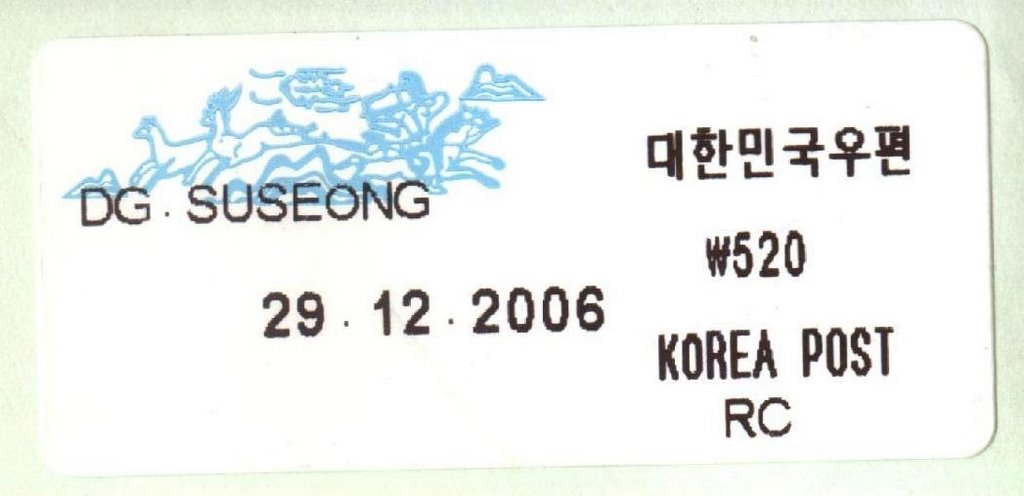 DG . SUSEONG
29 . 12 . 2006
대한민국우편
₩520
KOREA POST
RC